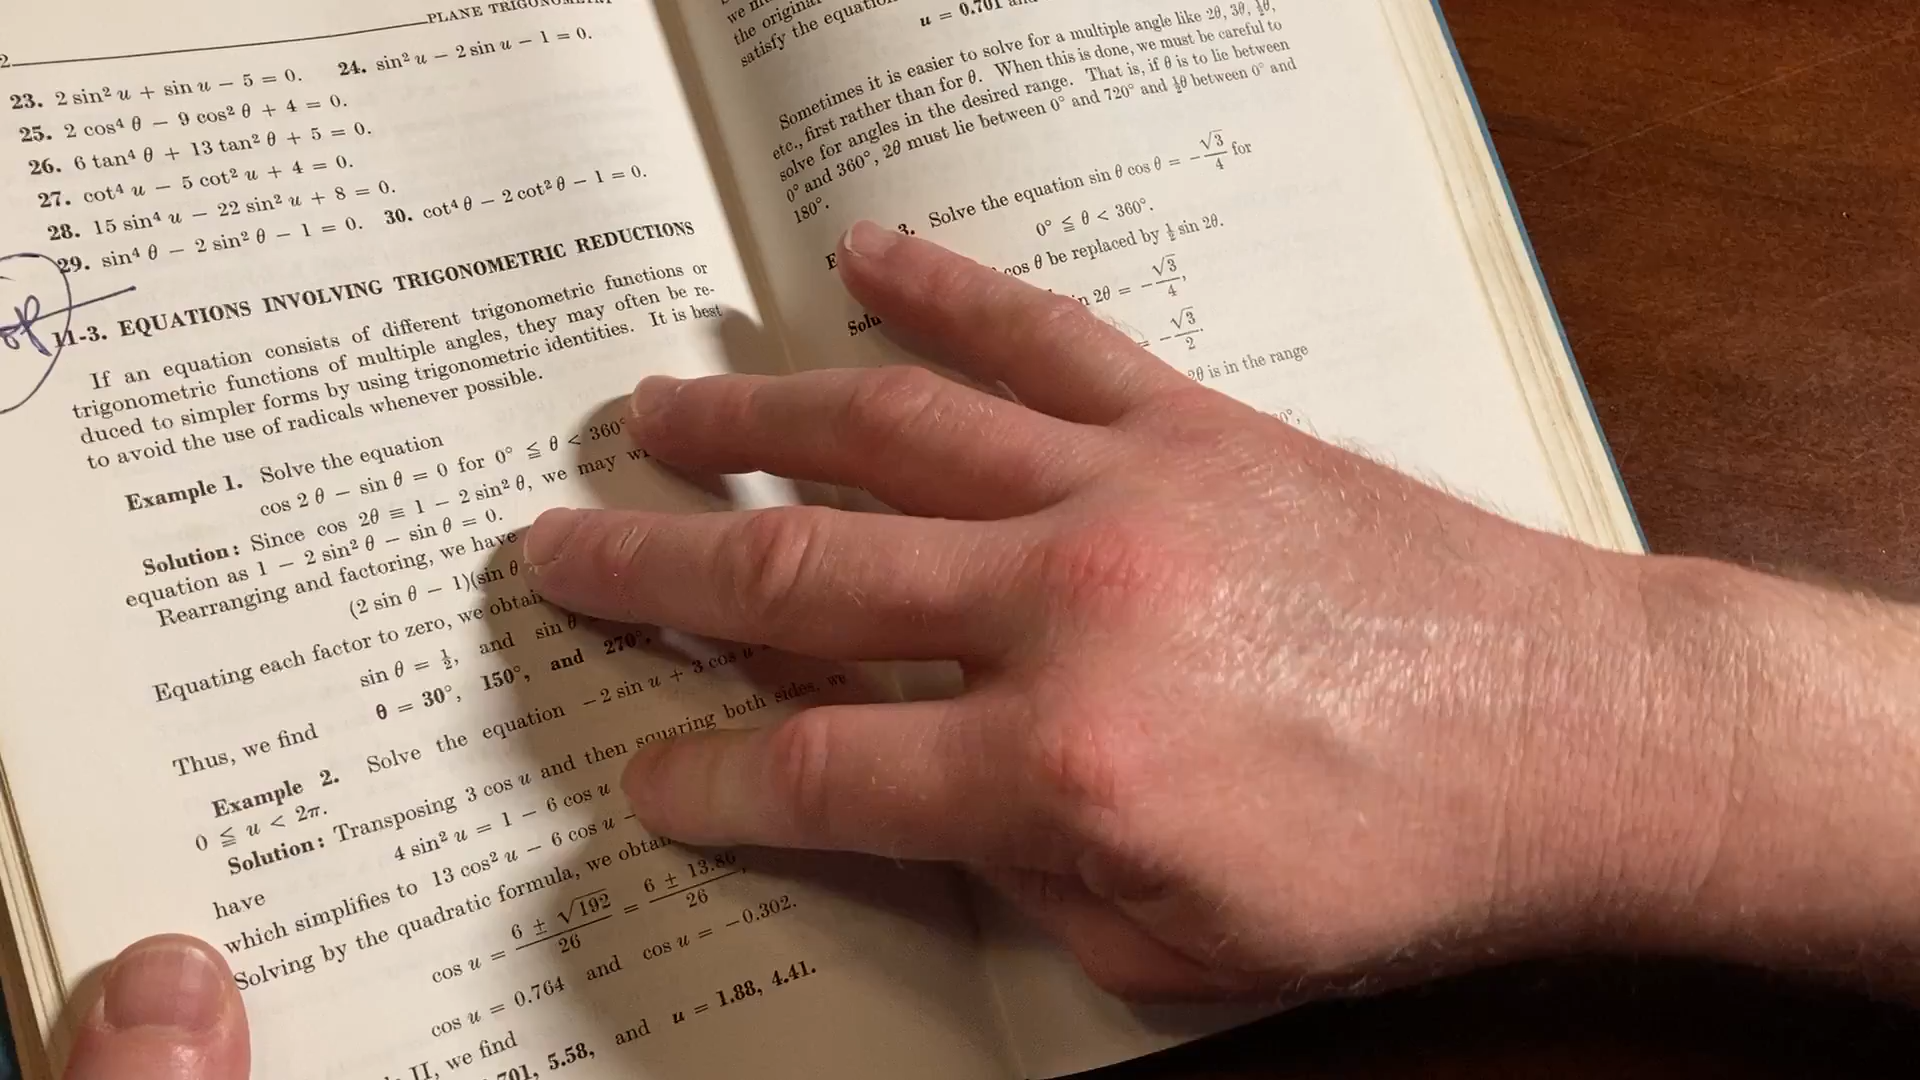 PLANE TRIGONOMETRY
23. 2 sin² u + sin u − 5 = 0. 24. sin² u − 2 sin u − 1 = 0.
25. 2 cos⁴ θ − 9 cos² θ + 4 = 0.
26. 6 tan⁴ θ + 13 tan² θ + 5 = 0.
27. cot⁴ u − 5 cot² u + 4 = 0.
28. 15 sin⁴ u − 22 sin² u + 8 = 0.
29. sin⁴ θ − 2 sin² θ − 1 = 0. 30. cot⁴ θ − 2 cot² θ − 1 = 0.
11-3. EQUATIONS INVOLVING TRIGONOMETRIC REDUCTIONS
If an equation consists of different trigonometric functions or
trigonometric functions of multiple angles, they may often be re-
duced to simpler forms by using trigonometric identities. It is best
to avoid the use of radicals whenever possible.
Example 1. Solve the equation
cos 2 θ − sin θ = 0 for 0° ≦ θ < 360°
Solution: Since cos 2θ ≡ 1 − 2 sin² θ, we may
equation as 1 − 2 sin² θ − sin θ = 0.
Rearranging and factoring, we have
(2 sin θ − 1)(sin θ
Equating each factor to zero, we obtain
sin θ = ½, and sin θ
θ = 30°, 150°, and 270°.
Thus, we find
Example 2. Solve the equation −2 sin u + 3 cos u
0 ≦ u < 2π.
Solution: Transposing 3 cos u and then squaring both sides, we
have
4 sin² u = 1 − 6 cos u
which simplifies to 13 cos² u − 6 cos u −
Solving by the quadratic formula, we obtain
cos u = (6 ± √192)/26 = (6 ± 13.86)/26,
cos u = 0.764 and cos u = −0.302.
II, we find
701, 5.58, and u = 1.88, 4.41.
the original
satisfy the equation
u = 0.701
Sometimes it is easier to solve for a multiple angle like 2θ, 3θ, ½θ,
etc., first rather than for θ. When this is done, we must be careful to
solve for angles in the desired range. That is, if θ is to lie between
0° and 360°, 2θ must lie between 0° and 720° and ½θ between 0° and
180°.
3. Solve the equation sin θ cos θ = −√3/4 for
0° ≦ θ < 360°.
cos θ be replaced by ½ sin 2θ.
2θ = −√3/4,
Solu
= −√3/2.
2θ is in the range